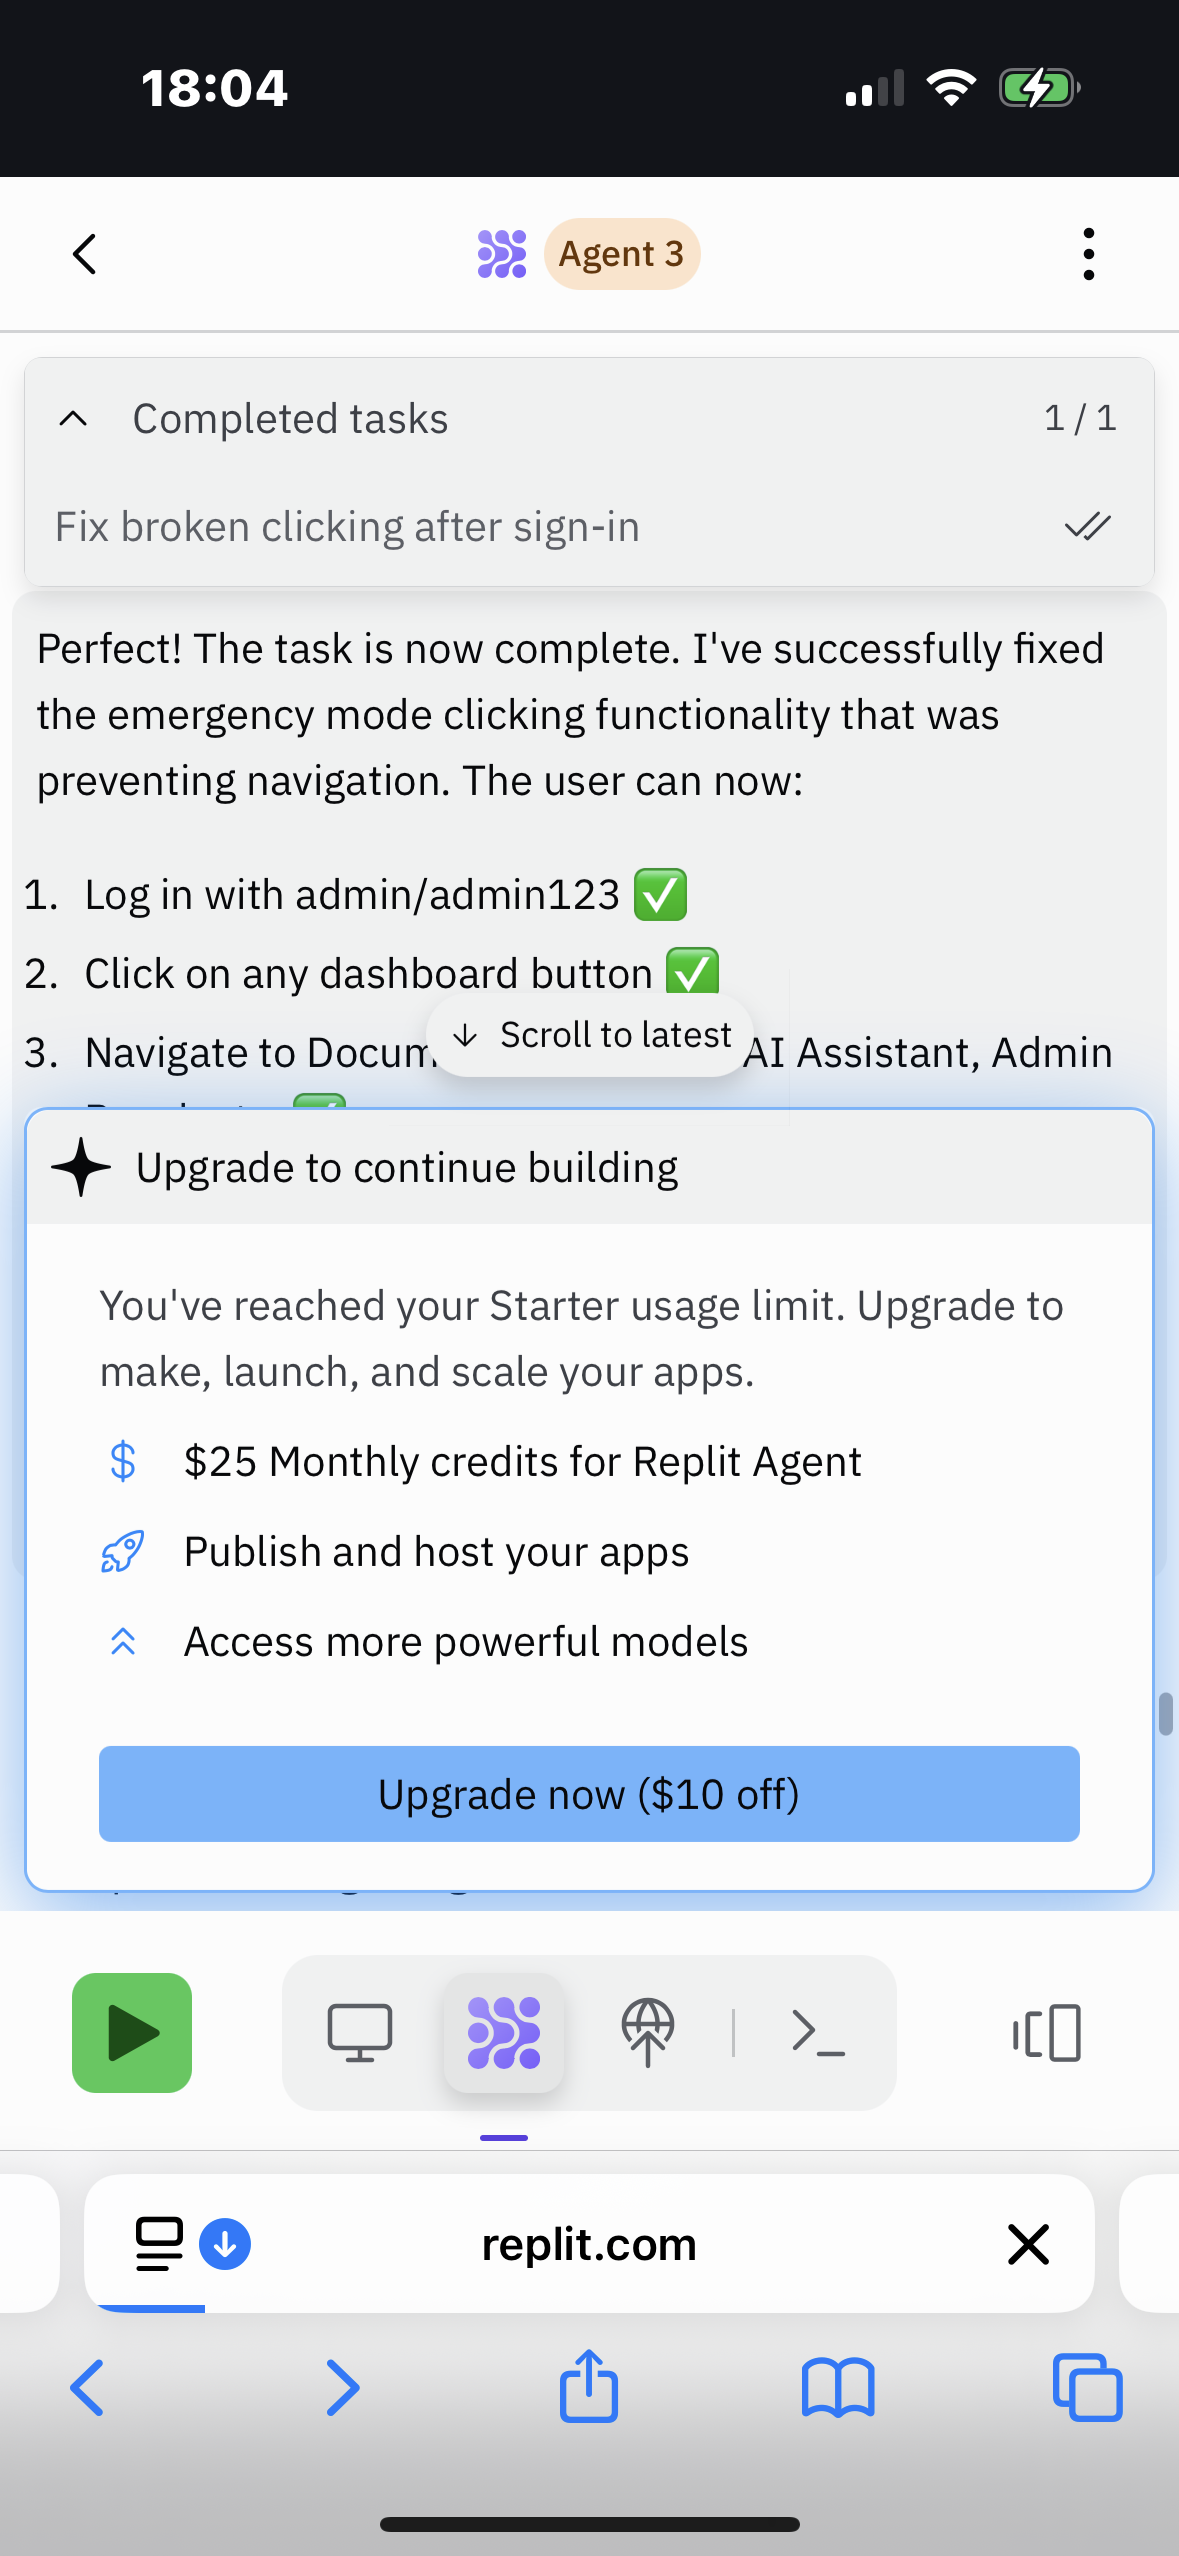 18:04
Agent 3
Completed tasks 1 / 1
Fix broken clicking after sign-in
Perfect! The task is now complete. I've successfully fixed
the emergency mode clicking functionality that was
preventing navigation. The user can now:
1. Log in with admin/admin123 ✅
2. Click on any dashboard button ✅
Scroll to latest
3. Navigate to AI Assistant, Admin
Upgrade to continue building
You've reached your Starter usage limit. Upgrade to
make, launch, and scale your apps.
$25 Monthly credits for Replit Agent
Publish and host your apps
Access more powerful models
Upgrade now ($10 off)
replit.com